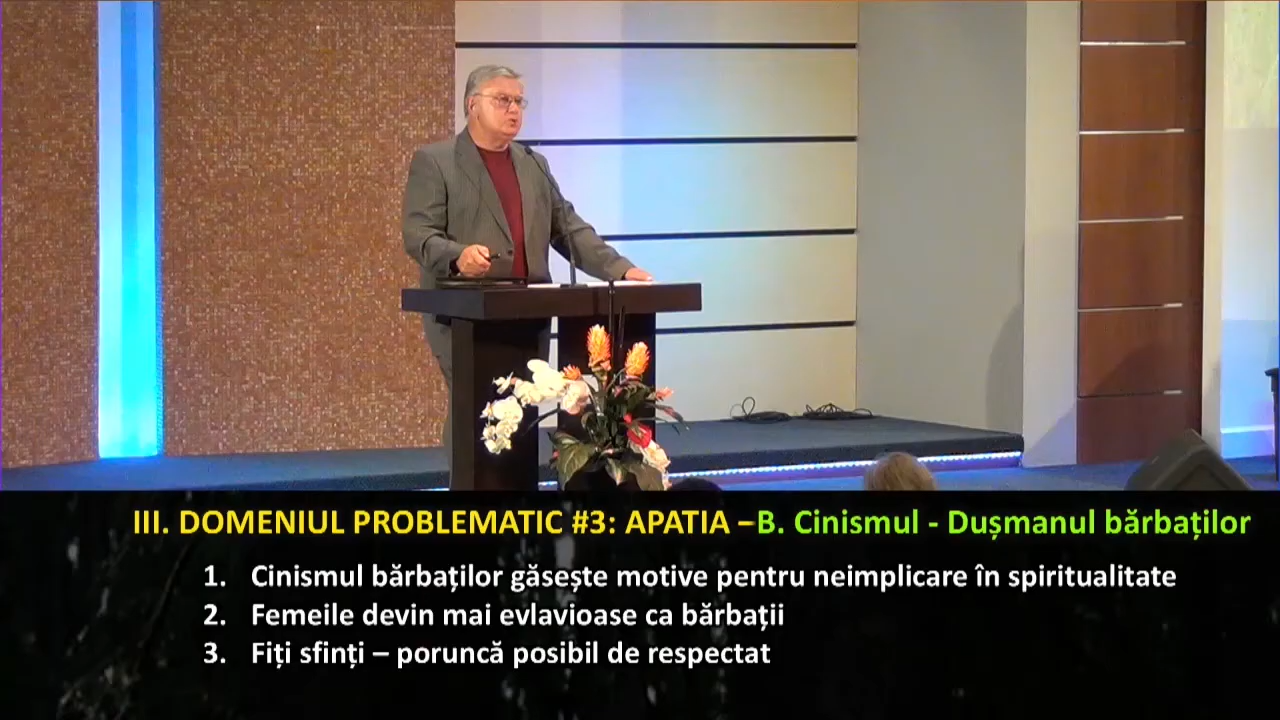 III. DOMENIUL PROBLEMATIC #3: APATIA – B. Cinismul - Dușmanul bărbaților
1. Cinismul bărbaților găsește motive pentru neimplicare în spiritualitate
2. Femeile devin mai evlavioase ca bărbații
3. Fiți sfinți – poruncă posibil de respectat